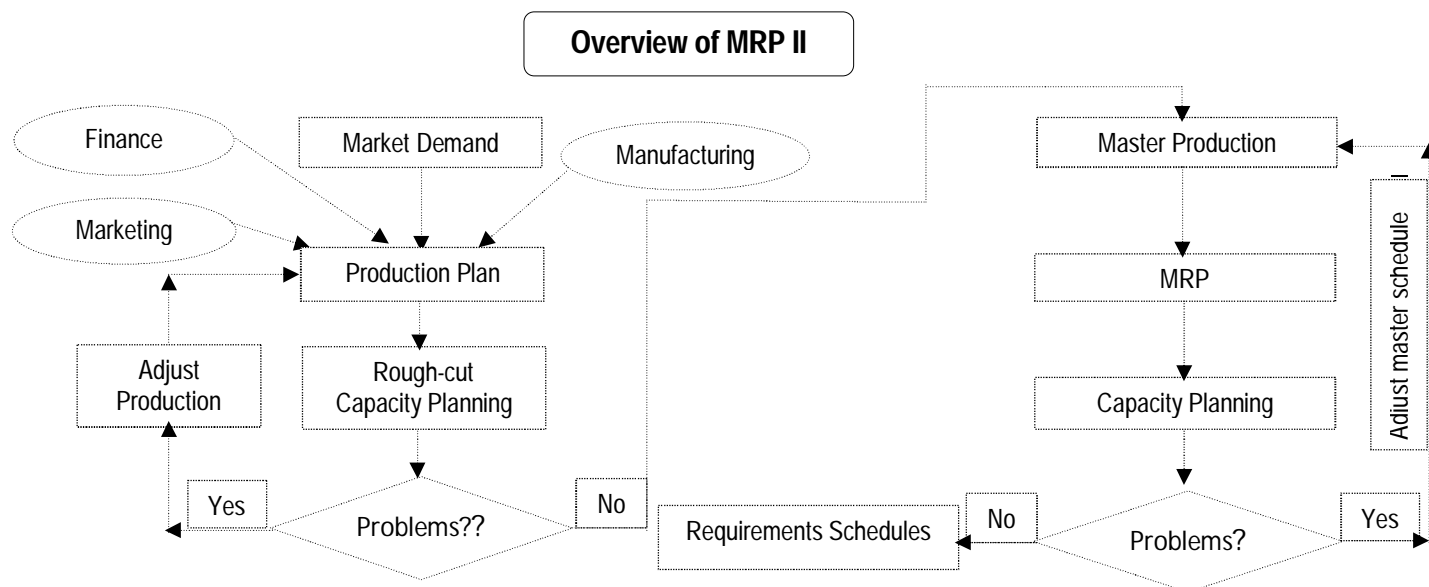 Overview of MRP II
Finance
Market Demand
Manufacturing
Master Production
Marketing
Production Plan
MRP
Adjust master schedule
Adjust
Production
Rough-cut
Capacity Planning
Capacity Planning
Yes
Problems??
No
Requirements Schedules
No
Problems?
Yes